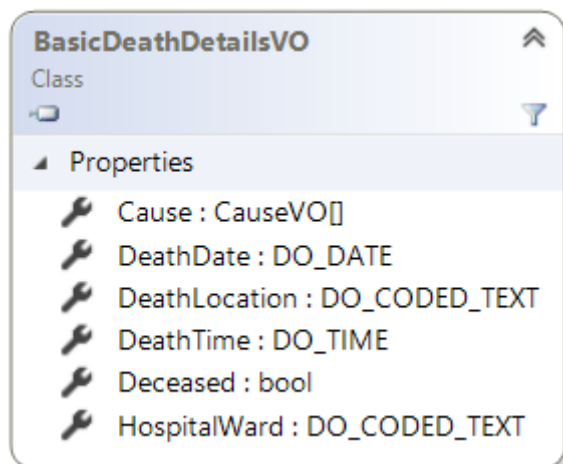 BasicDeathDetailsVO
Class
Properties
Cause : CauseVO[]
DeathDate : DO_DATE
DeathLocation : DO_CODED_TEXT
DeathTime : DO_TIME
Deceased : bool
HospitalWard : DO_CODED_TEXT